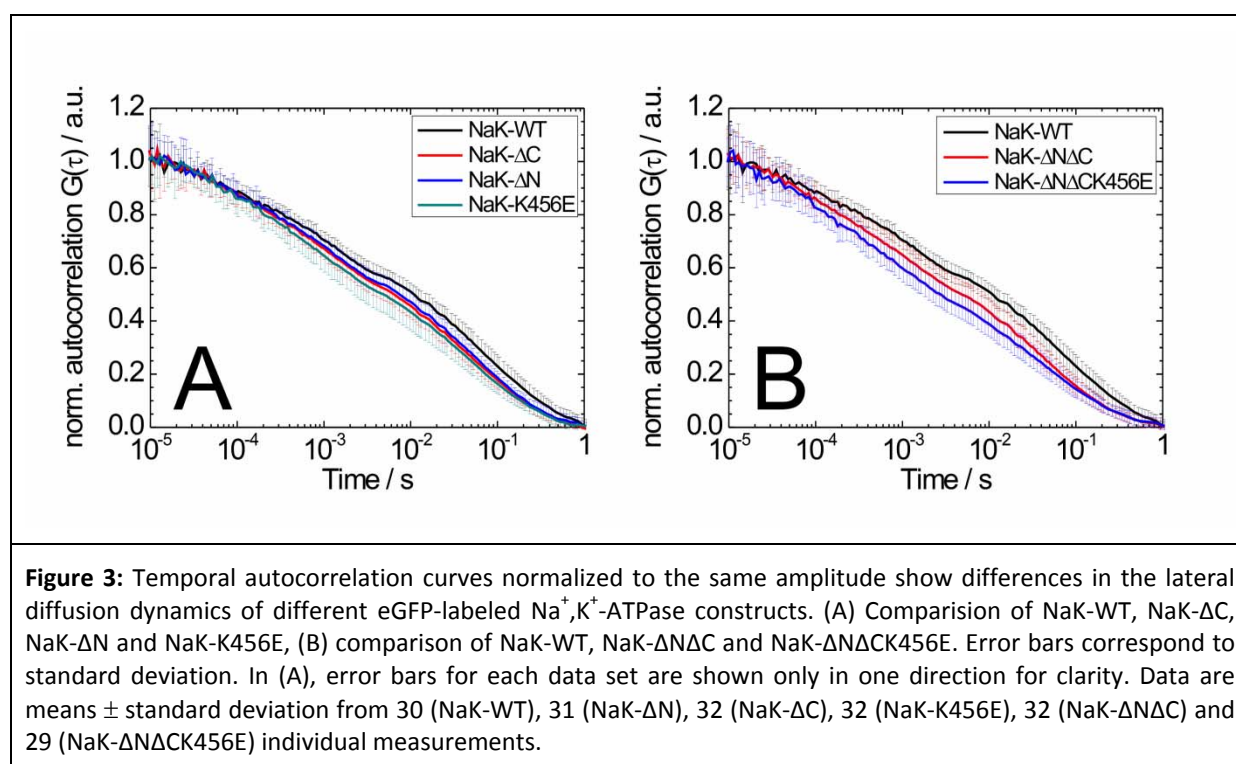 1.2
1.0
0.8
0.6
0.4
0.2
0.0
norm. autocorrelation G(τ) / a.u.
NaK-WT
NaK-ΔC
NaK-ΔN
NaK-K456E
A
10⁻⁵ 10⁻⁴ 10⁻³ 10⁻² 10⁻¹ 1
Time / s
1.2
1.0
0.8
0.6
0.4
0.2
0.0
norm. autocorrelation G(τ) / a.u.
NaK-WT
NaK-ΔNΔC
NaK-ΔNΔCK456E
B
10⁻⁵ 10⁻⁴ 10⁻³ 10⁻² 10⁻¹ 1
Time / s
Figure 3: Temporal autocorrelation curves normalized to the same amplitude show differences in the lateral
diffusion dynamics of different eGFP-labeled Na⁺,K⁺-ATPase constructs. (A) Comparision of NaK-WT, NaK-ΔC,
NaK-ΔN and NaK-K456E, (B) comparison of NaK-WT, NaK-ΔNΔC and NaK-ΔNΔCK456E. Error bars correspond to
standard deviation. In (A), error bars for each data set are shown only in one direction for clarity. Data are
means ± standard deviation from 30 (NaK-WT), 31 (NaK-ΔN), 32 (NaK-ΔC), 32 (NaK-K456E), 32 (NaK-ΔNΔC) and
29 (NaK-ΔNΔCK456E) individual measurements.